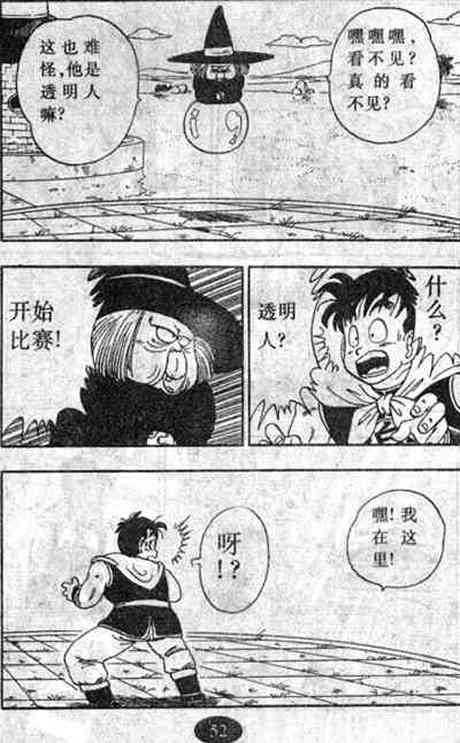 嘿嘿嘿,
看不见?
真的看
不见?
这也难
怪,他是
透明人
嘛?
什么?
透明
人?
开始
比赛!
嘿!我
在这
里!
呀!?
52